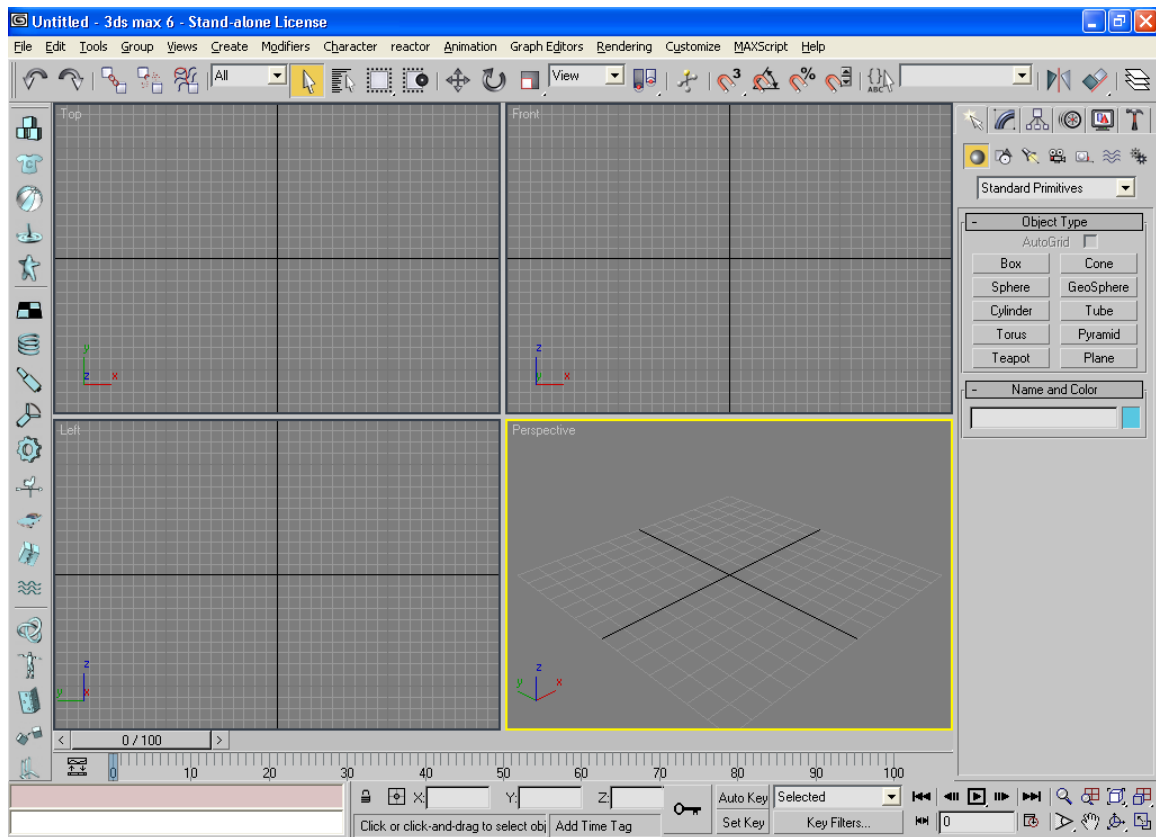 Untitled - 3ds max 6 - Stand-alone License
File Edit Tools Group Views Create Modifiers Character reactor Animation Graph Editors Rendering Customize MAXScript Help
All View 3 % {} ABC
Top
Front
Standard Primitives
- Object Type
AutoGrid
Box Cone
Sphere GeoSphere
Cylinder Tube
Torus Pyramid
Teapot Plane
- Name and Color
y
z x
z
y x
Left
Perspective
z
y x
z
y x
< 0 / 100 >
0 10 20 30 40 50 60 70 80 90 100
X: Y: Z: Auto Key Selected
Click or click-and-drag to select obj Add Time Tag Set Key Key Filters... 0